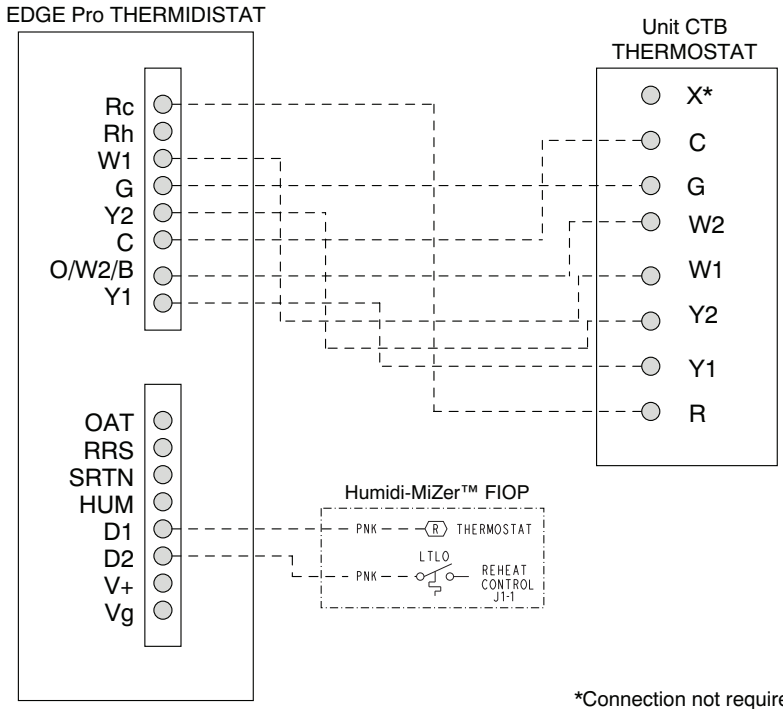 EDGE Pro THERMIDISTAT
Rc
Rh
W1
G
Y2
C
O/W2/B
Y1
OAT
RRS
SRTN
HUM
D1
D2
V+
Vg
Unit CTB
THERMOSTAT
X*
C
G
W2
W1
Y2
Y1
R
Humidi-MiZer™ FIOP
PNK R THERMOSTAT
LTLO
PNK REHEAT
CONTROL
J1-1
*Connection not require